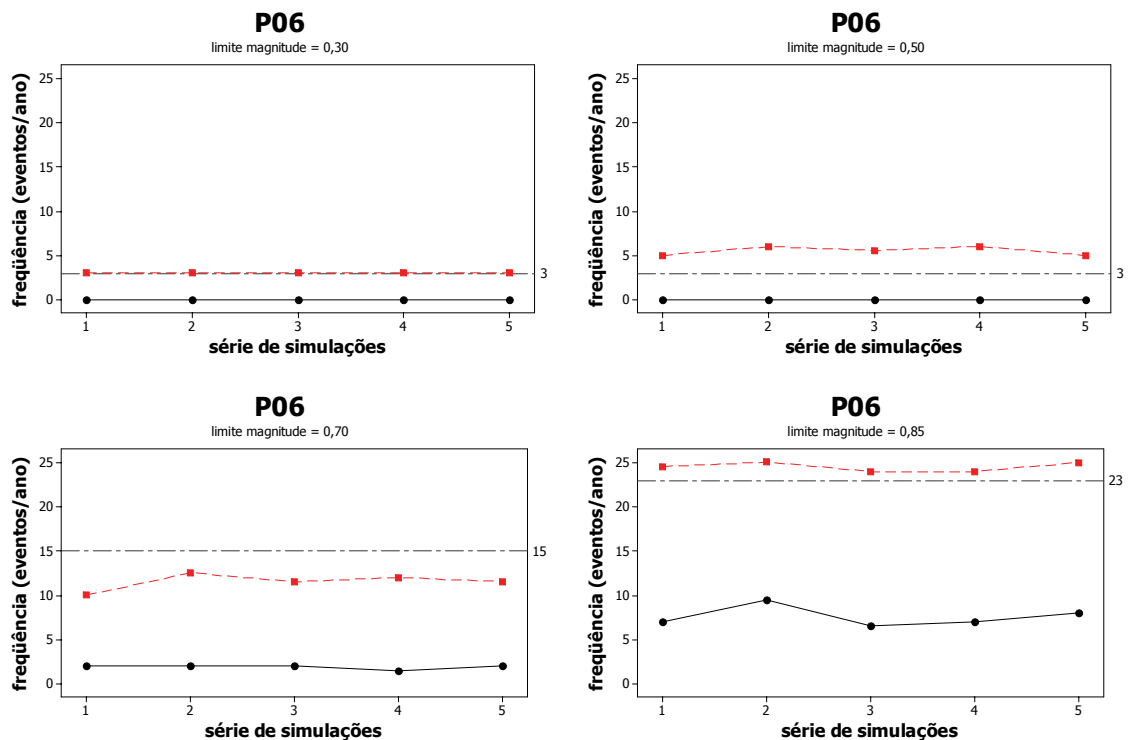 P06
limite magnitude = 0,30
freqüência (eventos/ano)
25
20
15
10
5
0
3
1 2 3 4 5
série de simulações
P06
limite magnitude = 0,50
freqüência (eventos/ano)
25
20
15
10
5
0
3
1 2 3 4 5
série de simulações
P06
limite magnitude = 0,70
freqüência (eventos/ano)
25
20
15
10
5
0
15
1 2 3 4 5
série de simulações
P06
limite magnitude = 0,85
freqüência (eventos/ano)
25
20
15
10
5
0
23
1 2 3 4 5
série de simulações